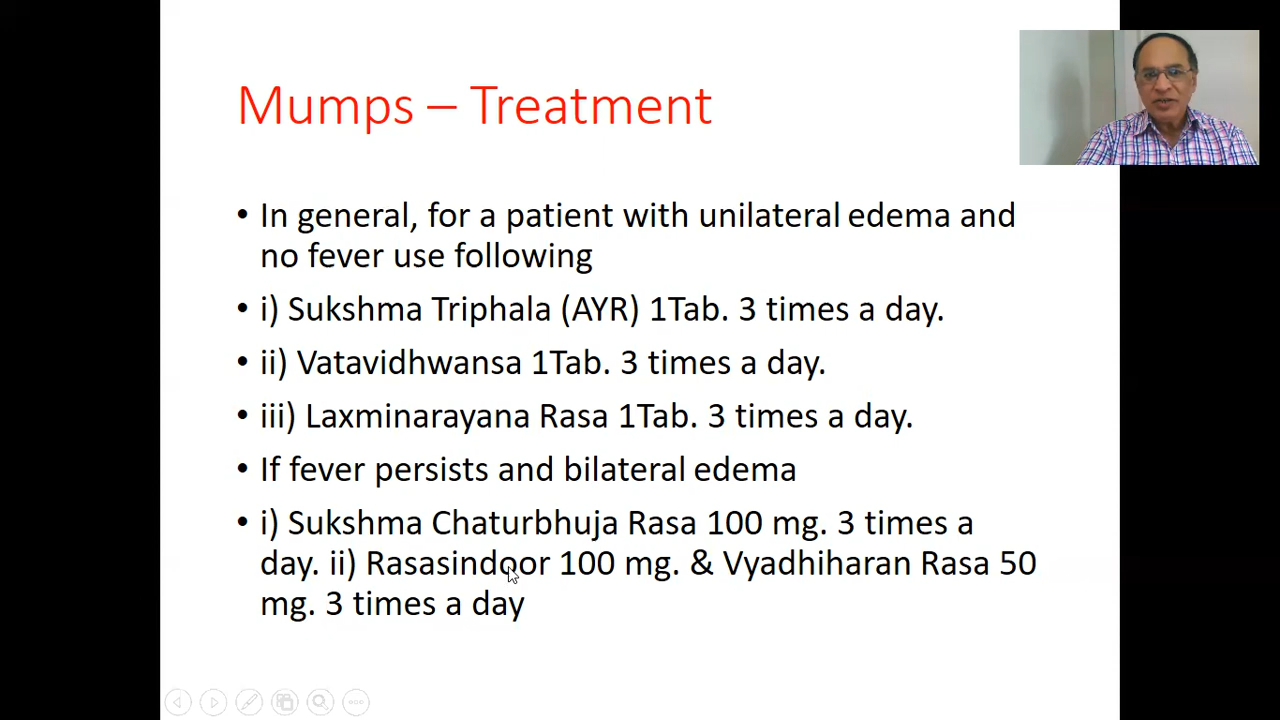 Mumps – Treatment
• In general, for a patient with unilateral edema and
no fever use following
• i) Sukshma Triphala (AYR) 1Tab. 3 times a day.
• ii) Vatavidhwansa 1Tab. 3 times a day.
• iii) Laxminarayana Rasa 1Tab. 3 times a day.
• If fever persists and bilateral edema
• i) Sukshma Chaturbhuja Rasa 100 mg. 3 times a
day. ii) Rasasindoor 100 mg. & Vyadhiharan Rasa 50
mg. 3 times a day